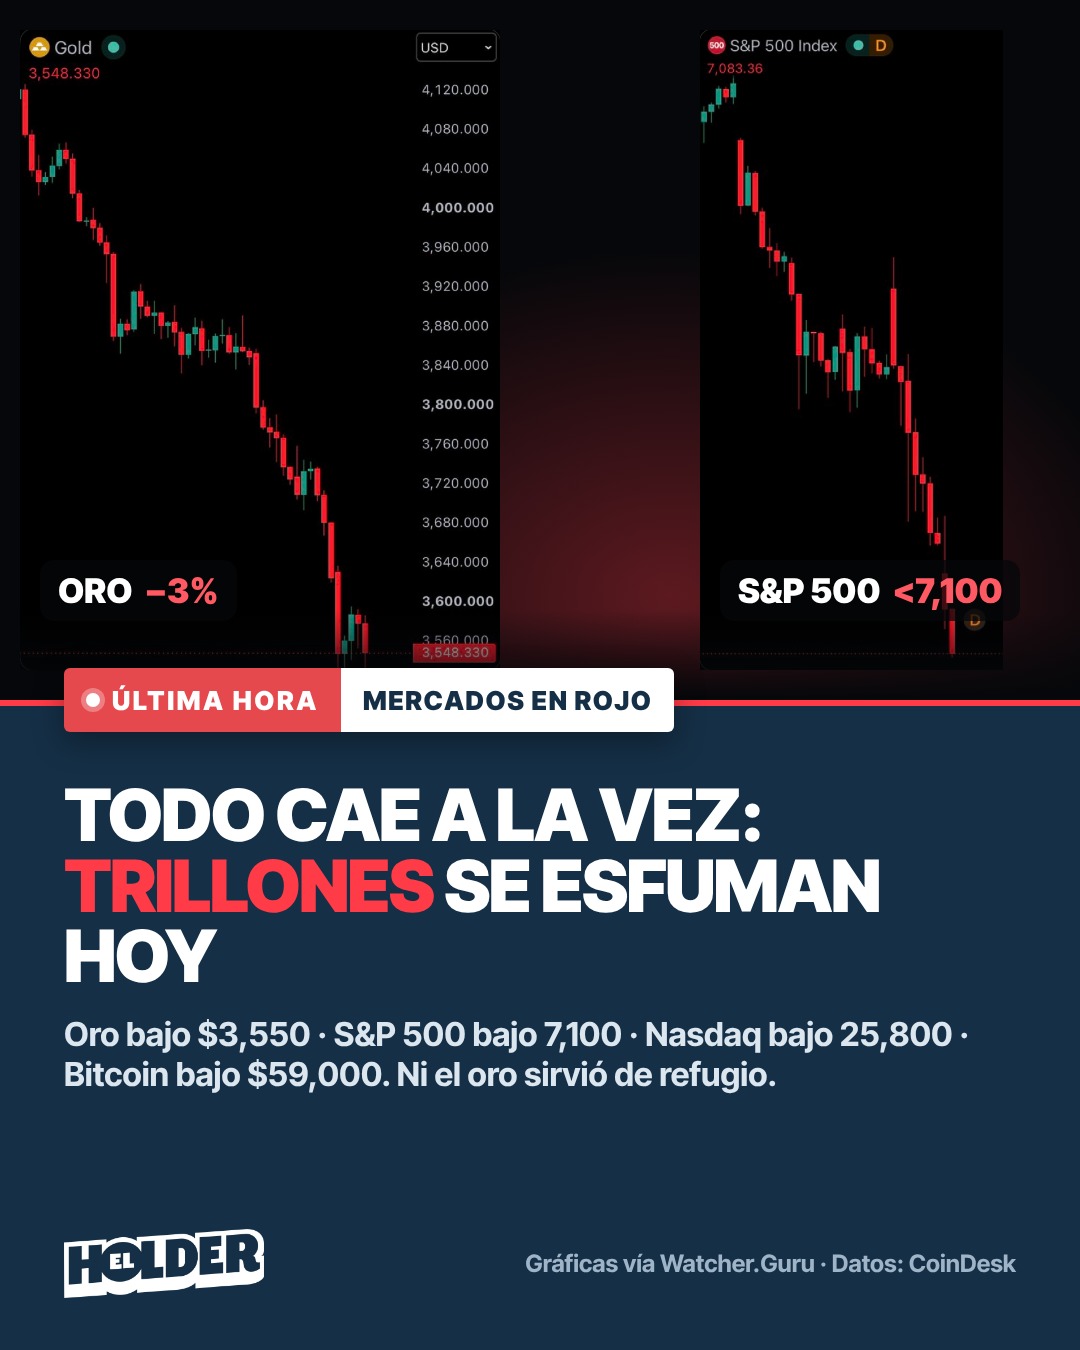 Gold
USD
3,548.330
4,120.000
4,080.000
4,040.000
4,000.000
3,960.000
3,920.000
3,880.000
3,840.000
3,800.000
3,760.000
3,720.000
3,680.000
3,640.000
3,600.000
3,560.000
3,548.330
ORO −3%
500 S&P 500 Index D
7,083.36
S&P 500 <7,100
D
ÚLTIMA HORA
MERCADOS EN ROJO
TODO CAE A LA VEZ:
TRILLONES SE ESFUMAN
HOY
Oro bajo $3,550 · S&P 500 bajo 7,100 · Nasdaq bajo 25,800 ·
Bitcoin bajo $59,000. Ni el oro sirvió de refugio.
EL HOLDER
Gráficas vía Watcher.Guru · Datos: CoinDesk